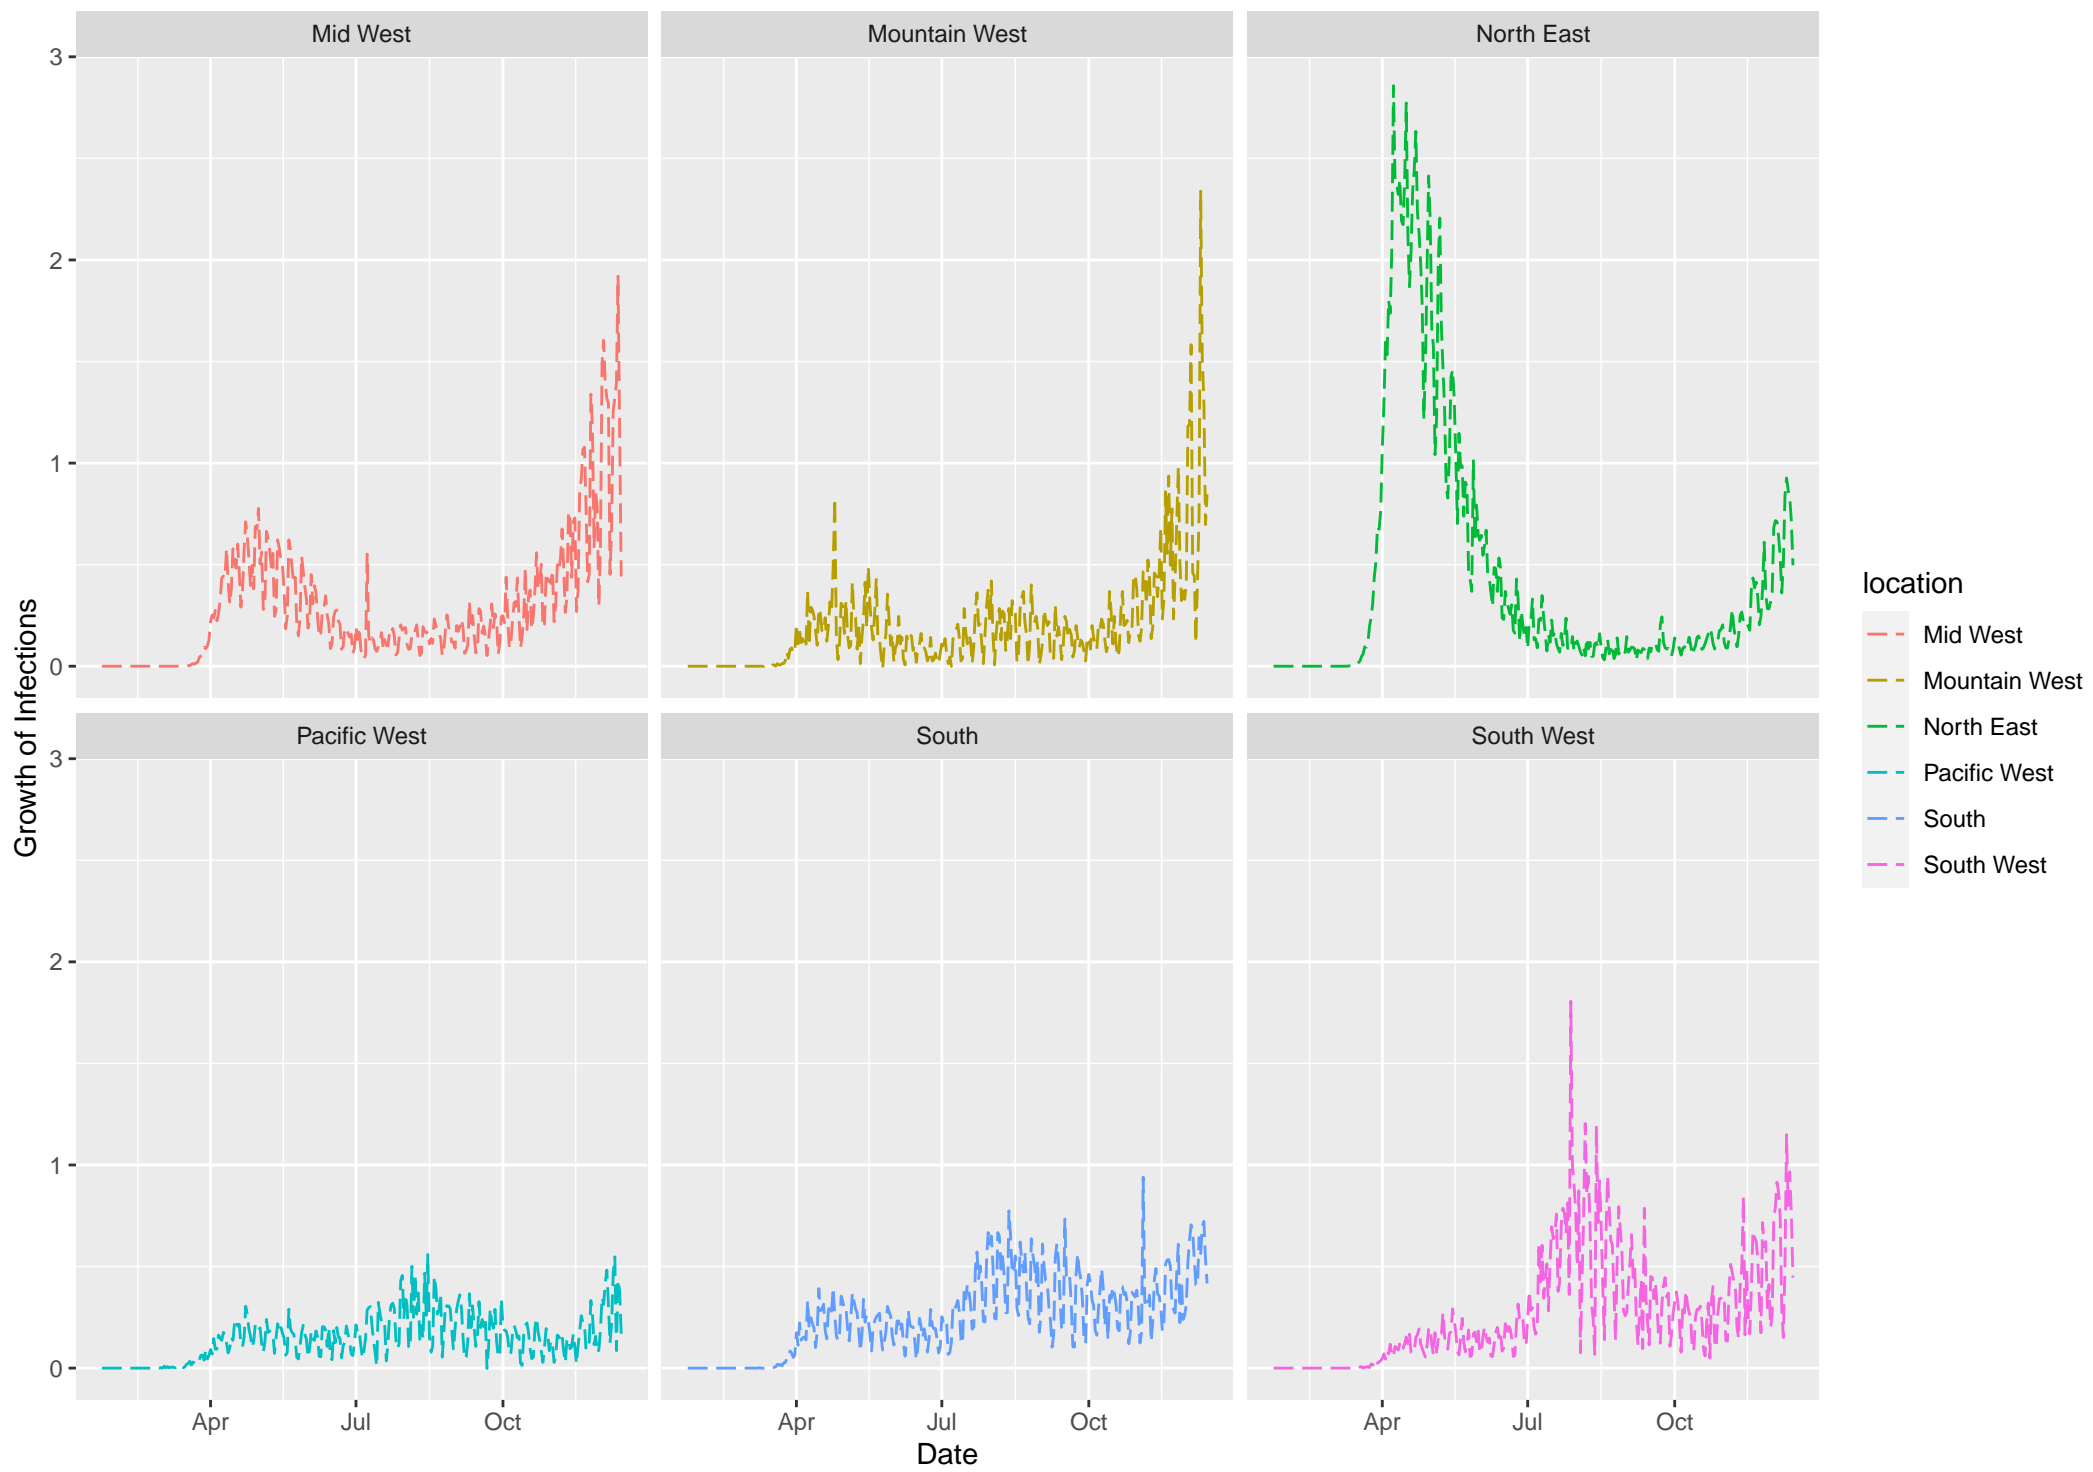 Mid West
Mountain West
North East
3
2
1
0
Growth of Infections
Pacific West
South
South West
3
2
1
0
Apr
Jul
Oct
Apr
Jul
Oct
Apr
Jul
Oct
Date
location
Mid West
Mountain West
North East
Pacific West
South
South West